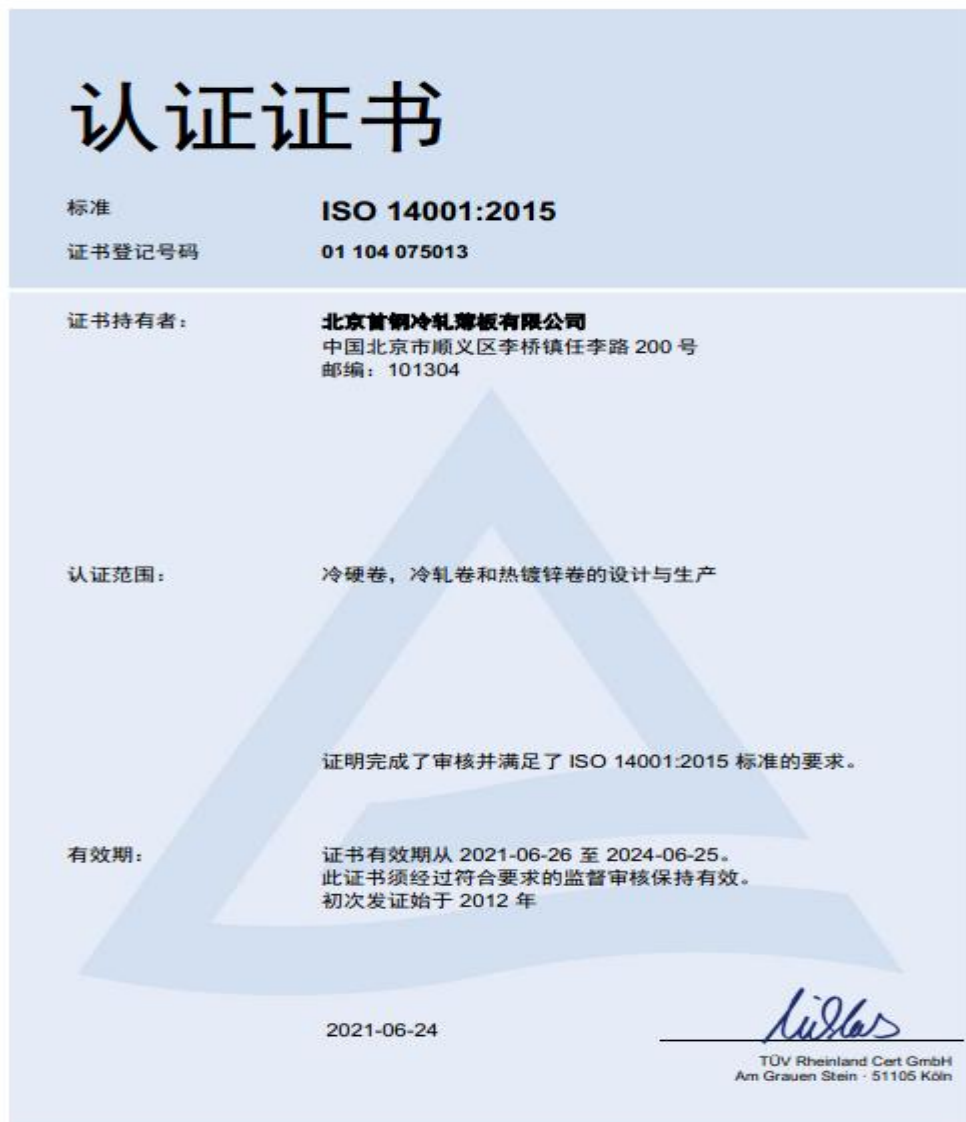 认证证书
标准 ISO 14001:2015
证书登记号码 01 104 075013
证书持有者： 北京首钢冷轧薄板有限公司
中国北京市顺义区李桥镇任李路 200 号
邮编：101304
认证范围： 冷硬卷，冷轧卷和热镀锌卷的设计与生产
证明完成了审核并满足了 ISO 14001:2015 标准的要求。
有效期： 证书有效期从 2021-06-26 至 2024-06-25。
此证书须经过符合要求的监督审核保持有效。
初次发证始于 2012 年
2021-06-24
TÜV Rheinland Cert GmbH
Am Grauen Stein · 51105 Köln